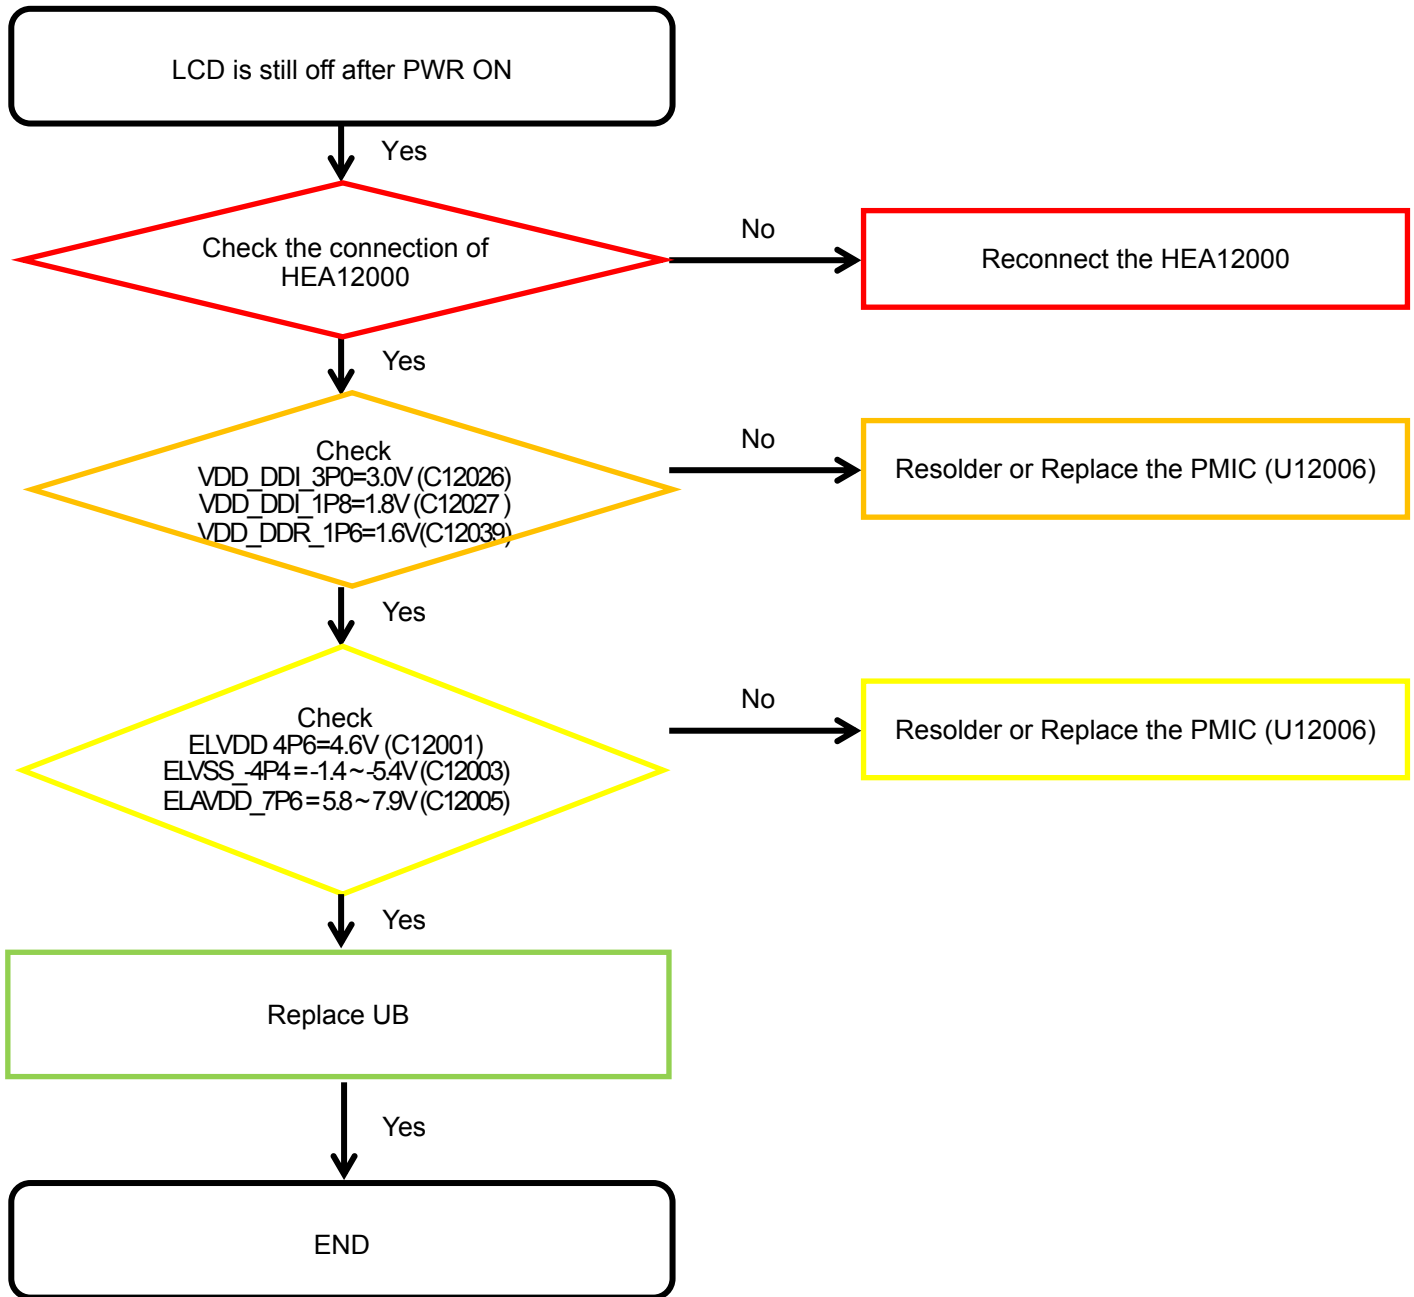 LCD is still off after PWR ON
Yes
Check the connection of
HEA12000
No
Reconnect the HEA12000
Yes
Check
VDD_DDI_3P0=3.0V (C12026)
VDD_DDI_1P8=1.8V (C12027 )
VDD_DDR_1P6=1.6V(C12039)
No
Resolder or Replace the PMIC (U12006)
Yes
Check
ELVDD 4P6=4.6V (C12001)
ELVSS_-4P4 = -1.4 ~ -5.4V (C12003)
ELAVDD_7P6 = 5.8 ~ 7.9V (C12005)
No
Resolder or Replace the PMIC (U12006)
Yes
Replace UB
Yes
END